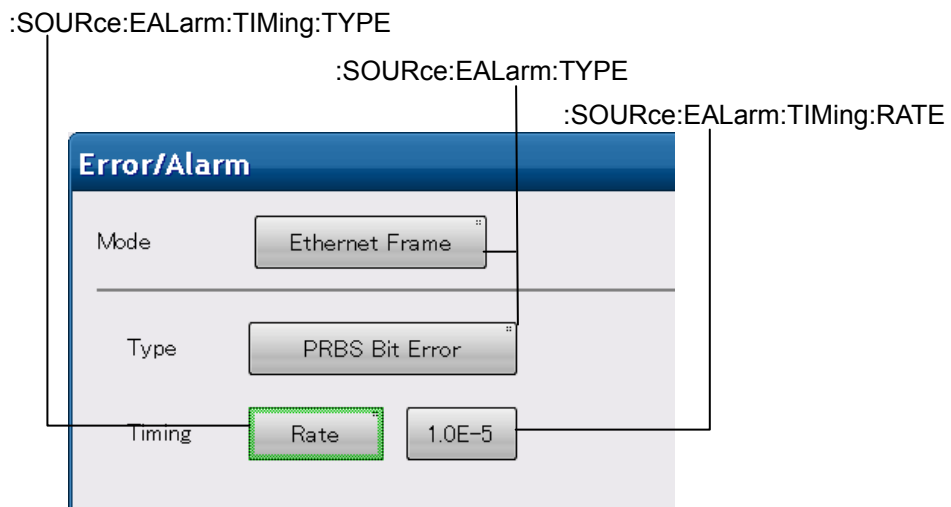 :SOURce:EALarm:TIMing:TYPE
:SOURce:EALarm:TYPE
:SOURce:EALarm:TIMing:RATE
Error/Alarm
Mode Ethernet Frame
Type PRBS Bit Error
Timing Rate 1.0E-5